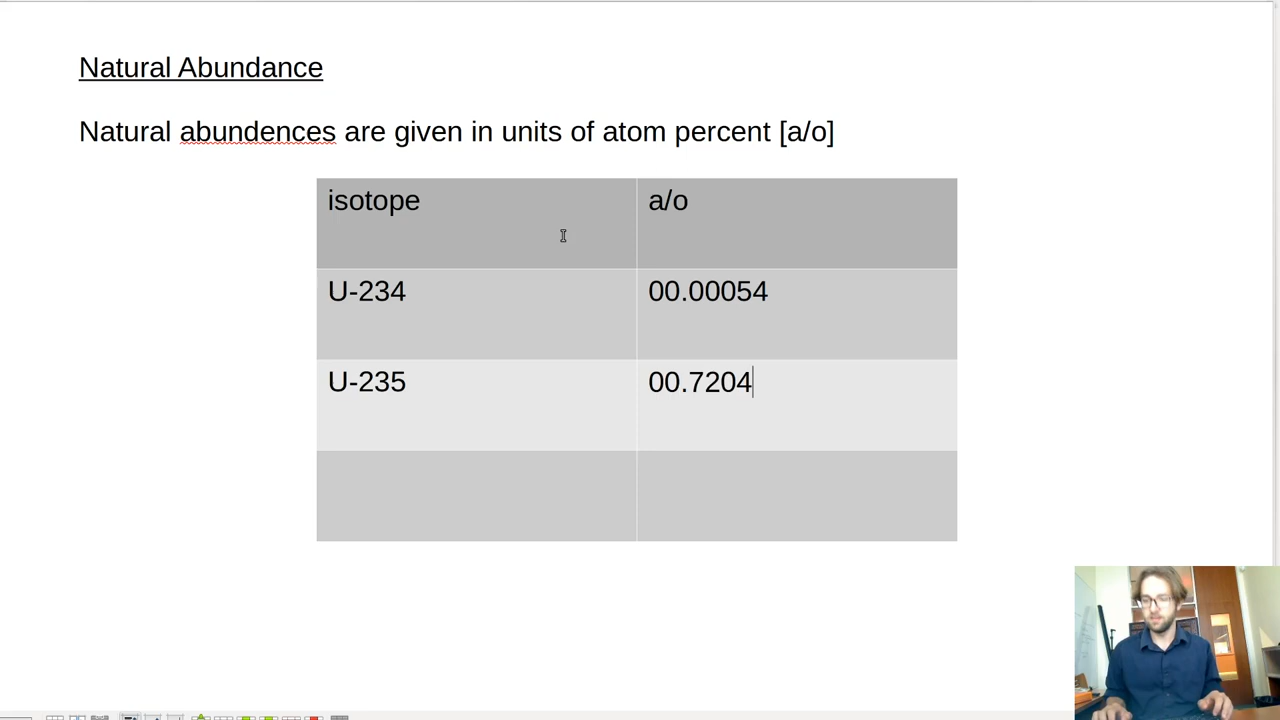 Natural Abundance
Natural abundences are given in units of atom percent [a/o]
isotope a/o
U-234 00.00054
U-235 00.7204